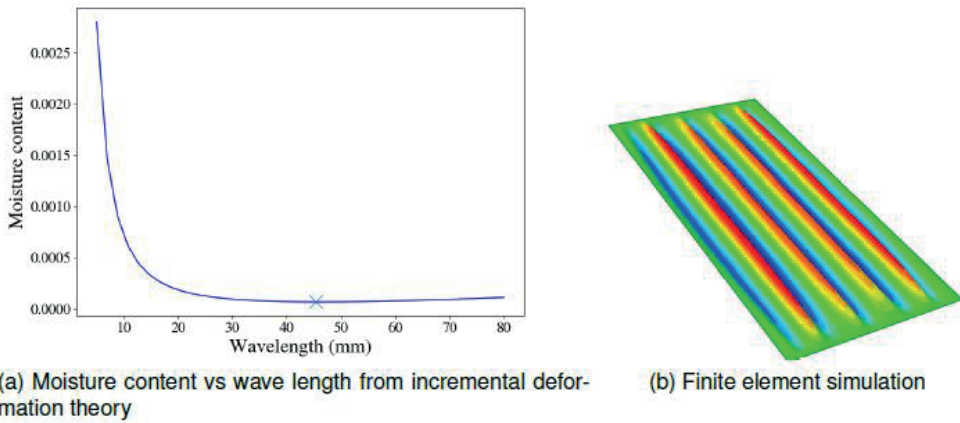 0.0025
0.0020
0.0015
0.0010
0.0005
0.0000
Moisture content
10 20 30 40 50 60 70 80
Wavelength (mm)
(a) Moisture content vs wave length from incremental defor-
mation theory
(b) Finite element simulation